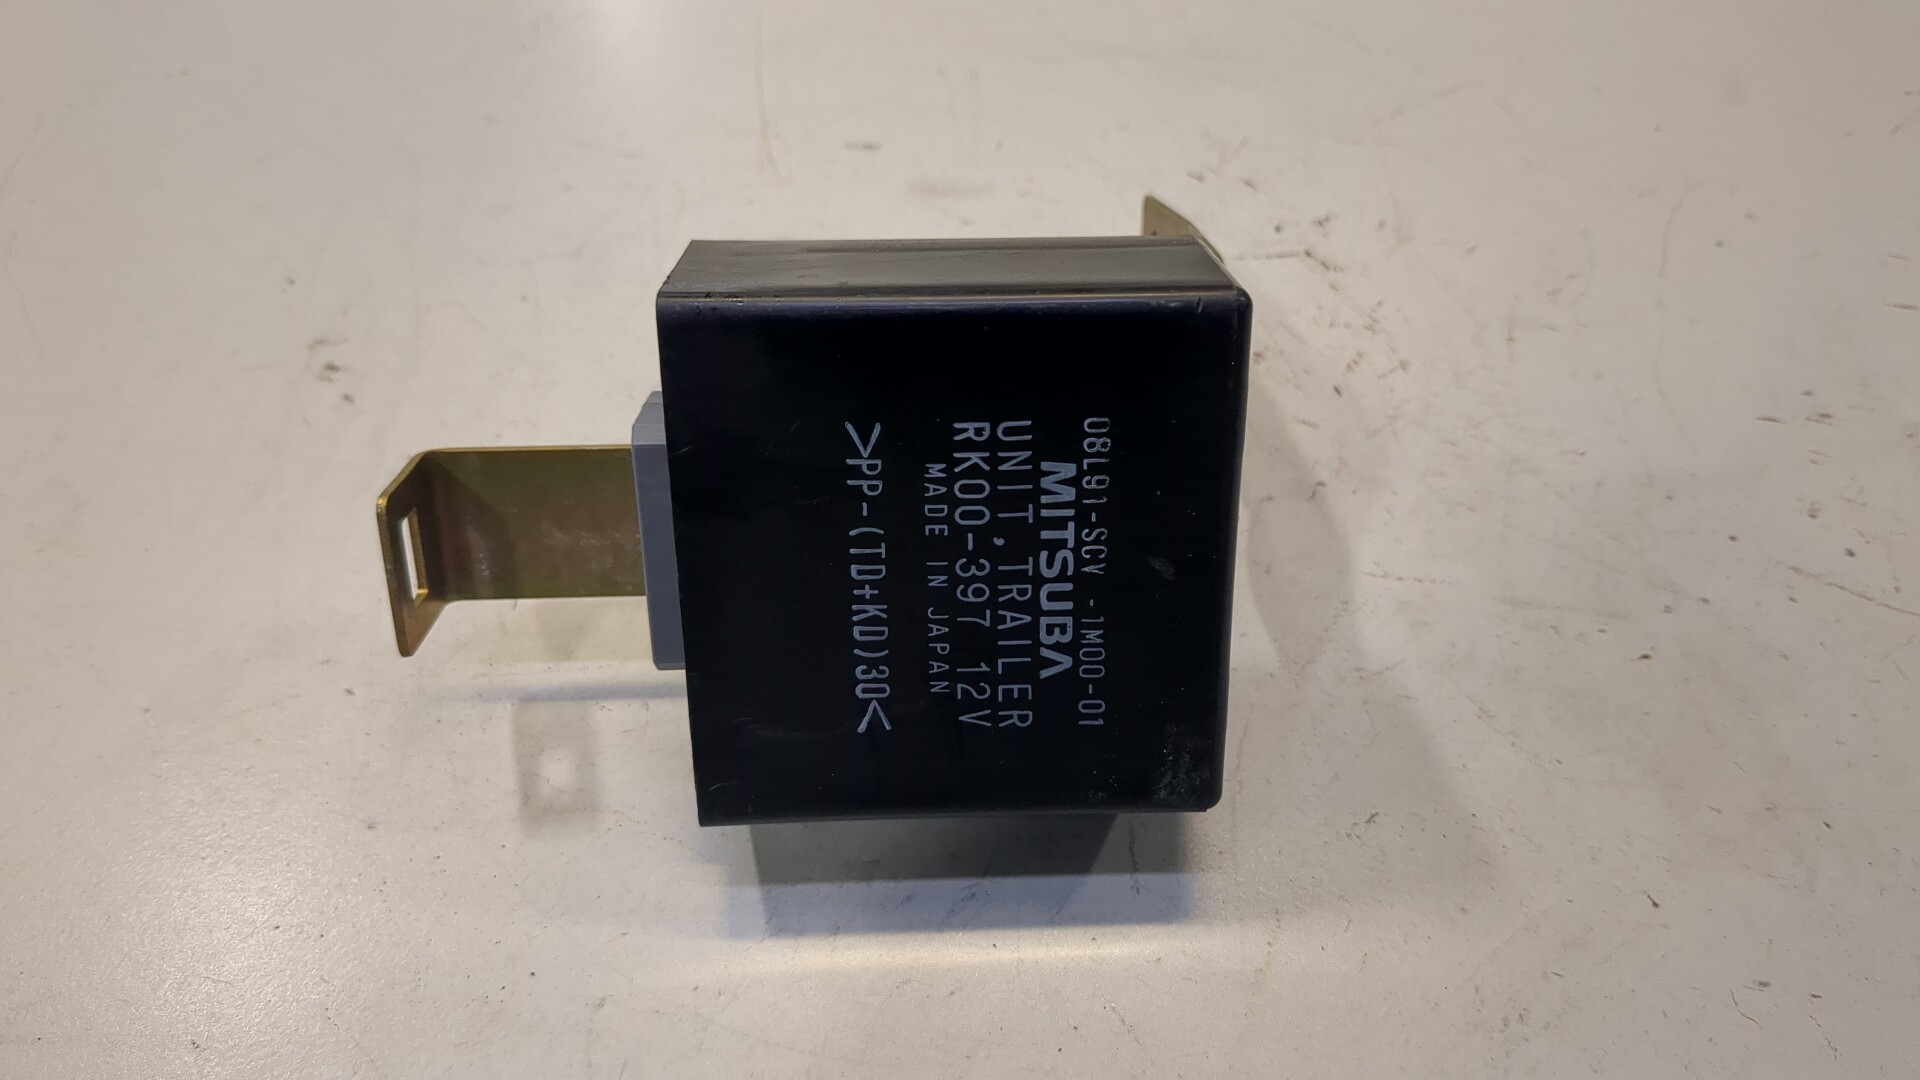 08L91-SCV -1M00-01
MITSUBA
UNIT,TRAILER
RK00-397 12V
MADE IN JAPAN
>PP-(TD+KD)30<